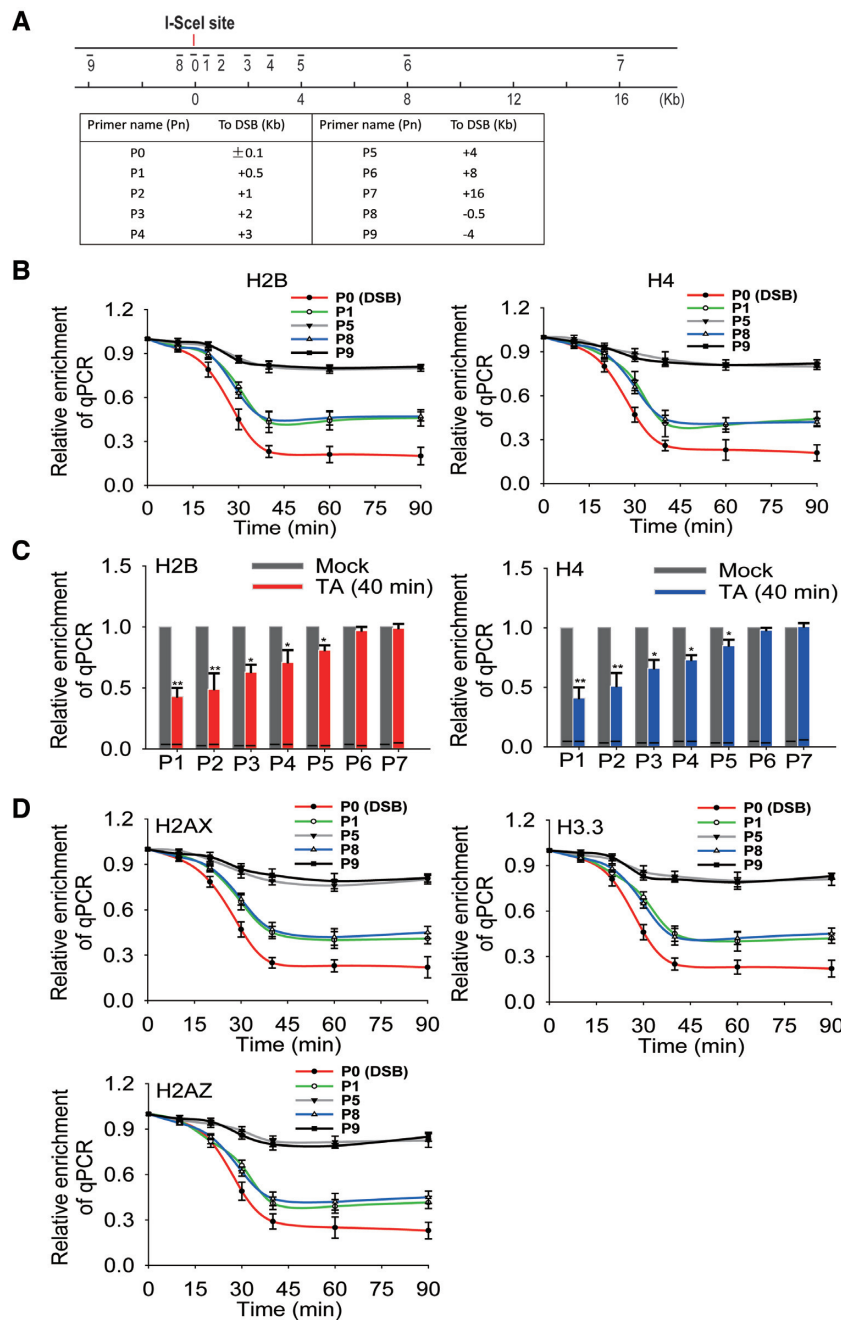 A
I-SceI site
9 8 0 1 2 3 4 5 6 7
0 4 8 12 16 (Kb)
Primer name (Pn) To DSB (Kb) Primer name (Pn) To DSB (Kb)
P0 ±0.1 P5 +4
P1 +0.5 P6 +8
P2 +1 P7 +16
P3 +2 P8 -0.5
P4 +3 P9 -4
B
H2B
P0 (DSB)
P1
P5
P8
P9
Relative enrichment
of qPCR
1.2
0.9
0.6
0.3
0.0
0 15 30 45 60 75 90
Time (min)
H4
P0 (DSB)
P1
P5
P8
P9
Relative enrichment
of qPCR
1.2
0.9
0.6
0.3
0.0
0 15 30 45 60 75 90
Time (min)
C
H2B
Mock
TA (40 min)
Relative enrichment
of qPCR
1.5
1.0
0.5
0.0
** ** * * *
P1 P2 P3 P4 P5 P6 P7
H4
Mock
TA (40 min)
Relative enrichment
of qPCR
1.5
1.0
0.5
0.0
** ** * * *
P1 P2 P3 P4 P5 P6 P7
D
H2AX
P0 (DSB)
P1
P5
P8
P9
Relative enrichment
of qPCR
1.2
0.9
0.6
0.3
0.0
0 15 30 45 60 75 90
Time (min)
H3.3
P0 (DSB)
P1
P5
P8
P9
Relative enrichment
of qPCR
1.2
0.9
0.6
0.3
0.0
0 15 30 45 60 75 90
Time (min)
H2AZ
P0 (DSB)
P1
P5
P8
P9
Relative enrichment
of qPCR
1.2
0.9
0.6
0.3
0.0
0 15 30 45 60 75 90
Time (min)